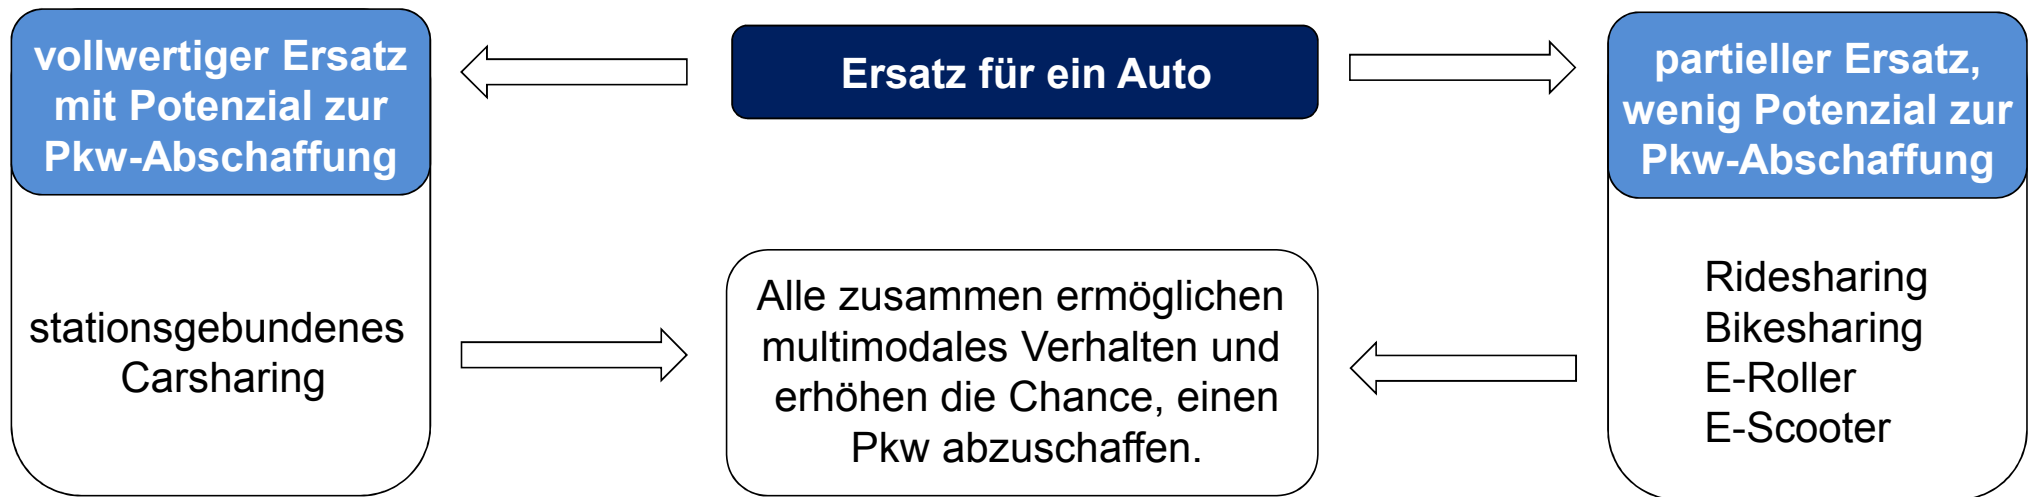 vollwertiger Ersatz
mit Potenzial zur
Pkw-Abschaffung
stationsgebundenes
Carsharing
Ersatz für ein Auto
Alle zusammen ermöglichen
multimodales Verhalten und
erhöhen die Chance, einen
Pkw abzuschaffen.
partieller Ersatz,
wenig Potenzial zur
Pkw-Abschaffung
Ridesharing
Bikesharing
E-Roller
E-Scooter